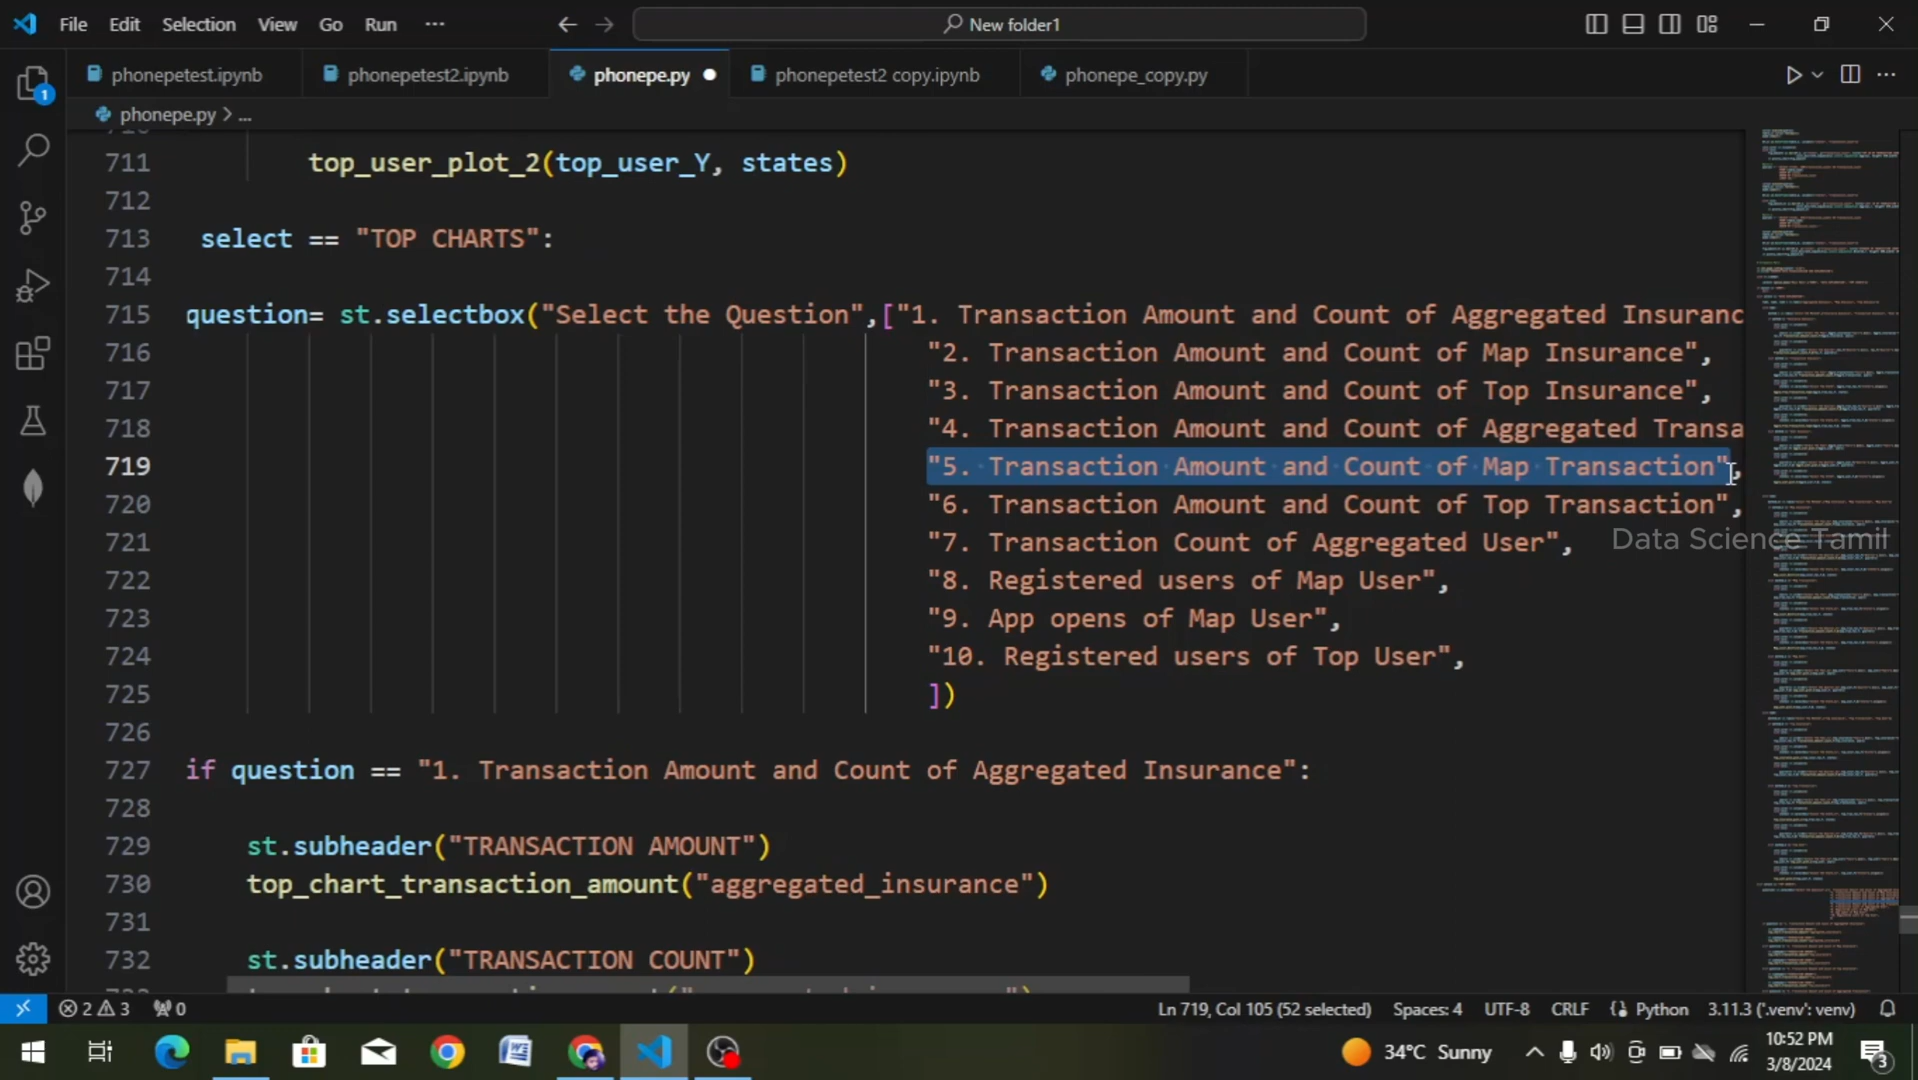 File Edit Selection View Go Run ··· New folder1
phonepetest.ipynb phonepetest2.ipynb phonepe.py phonepetest2 copy.ipynb phonepe_copy.py
1
phonepe.py > ...
711 top_user_plot_2(top_user_Y, states)
712
713 select == "TOP CHARTS":
714
715 question= st.selectbox("Select the Question",["1. Transaction Amount and Count of Aggregated Insuranc
716 "2. Transaction Amount and Count of Map Insurance",
717 "3. Transaction Amount and Count of Top Insurance",
718 "4. Transaction Amount and Count of Aggregated Transa
719 "5. Transaction Amount and Count of Map Transaction",
720 "6. Transaction Amount and Count of Top Transaction",
721 "7. Transaction Count of Aggregated User",
Data Science Tamil
722 "8. Registered users of Map User",
723 "9. App opens of Map User",
724 "10. Registered users of Top User",
725 ])
726
727 if question == "1. Transaction Amount and Count of Aggregated Insurance":
728
729 st.subheader("TRANSACTION AMOUNT")
730 top_chart_transaction_amount("aggregated_insurance")
731
732 st.subheader("TRANSACTION COUNT")
2 3 0 Ln 719, Col 105 (52 selected) Spaces: 4 UTF-8 CRLF {} Python 3.11.3 ('.venv': venv)
34°C Sunny 10:52 PM
3/8/2024 3